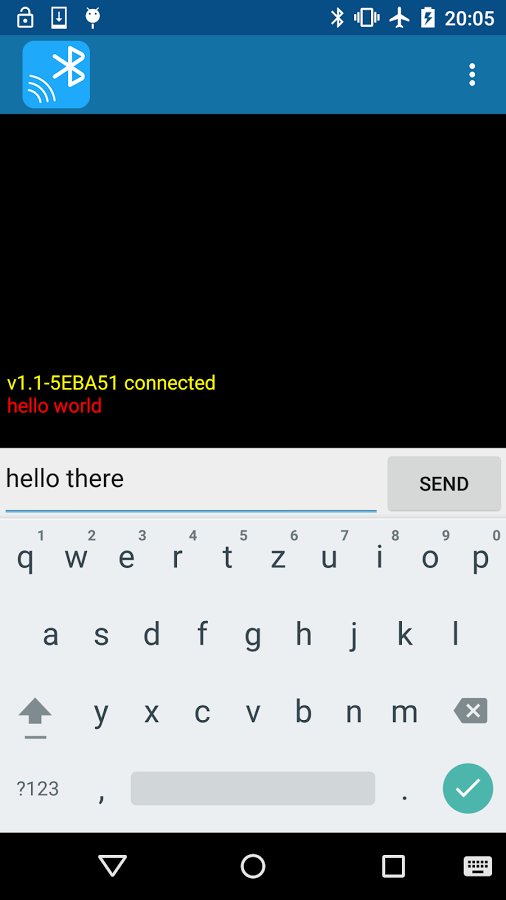 20:05
v1.1-5EBA51 connected
hello world
hello there
SEND
1 2 3 4 5 6 7 8 9 0
q w e r t z u i o p
a s d f g h j k l
y x c v b n m
?123 , .